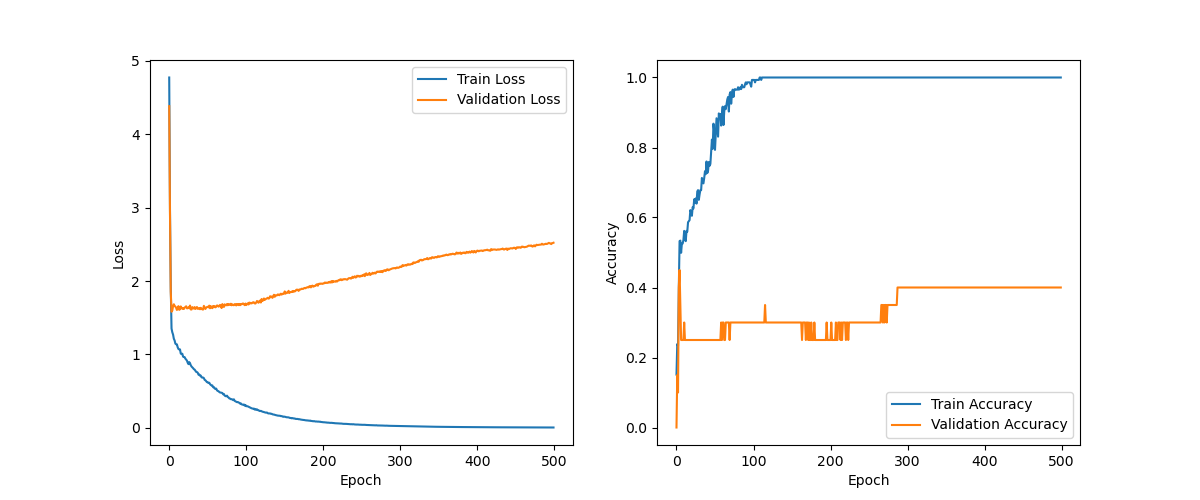 5
4
3
2
1
0
0 100 200 300 400 500
Loss
Epoch
Train Loss
Validation Loss
1.0
0.8
0.6
0.4
0.2
0.0
0 100 200 300 400 500
Accuracy
Epoch
Train Accuracy
Validation Accuracy